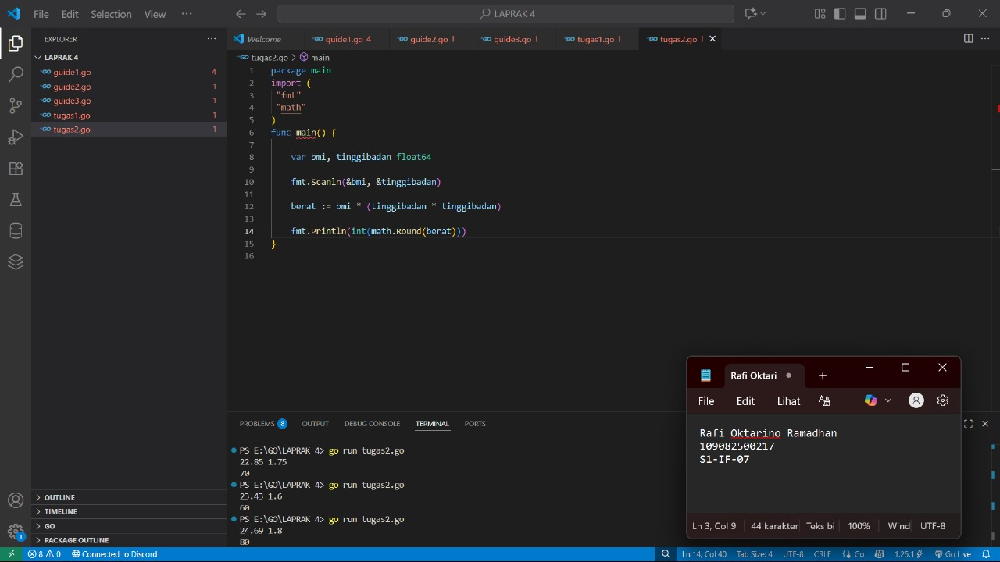 File Edit Selection View ··· LAPRAK 4
EXPLORER ···
LAPRAK 4
guide1.go 4
guide2.go 1
guide3.go 1
tugas1.go 1
tugas2.go 1
OUTLINE
TIMELINE
GO
PACKAGE OUTLINE
Welcome guide1.go 4 guide2.go 1 guide3.go 1 tugas1.go 1 tugas2.go 1
tugas2.go > main
1 package main
2 import (
3 "fmt"
4 "math"
5 )
6 func main() {
7
8 var bmi, tinggibadan float64
9
10 fmt.Scanln(&bmi, &tinggibadan)
11
12 berat := bmi * (tinggibadan * tinggibadan)
13
14 fmt.Println(int(math.Round(berat)))
15 }
16
PROBLEMS 8 OUTPUT DEBUG CONSOLE TERMINAL PORTS
PS E:\GO\LAPRAK 4> go run tugas2.go
22.85 1.75
70
PS E:\GO\LAPRAK 4> go run tugas2.go
23.43 1.6
60
PS E:\GO\LAPRAK 4> go run tugas2.go
24.69 1.8
80
Rafi Oktari
File Edit Lihat
Rafi Oktarino Ramadhan
109082500217
S1-IF-07
Ln 3, Col 9 44 karakter Teks bi 100% Wind UTF-8
1
8 0 Connected to Discord Ln 14, Col 40 Tab Size: 4 UTF-8 CRLF Go 1.25.1 Go Live